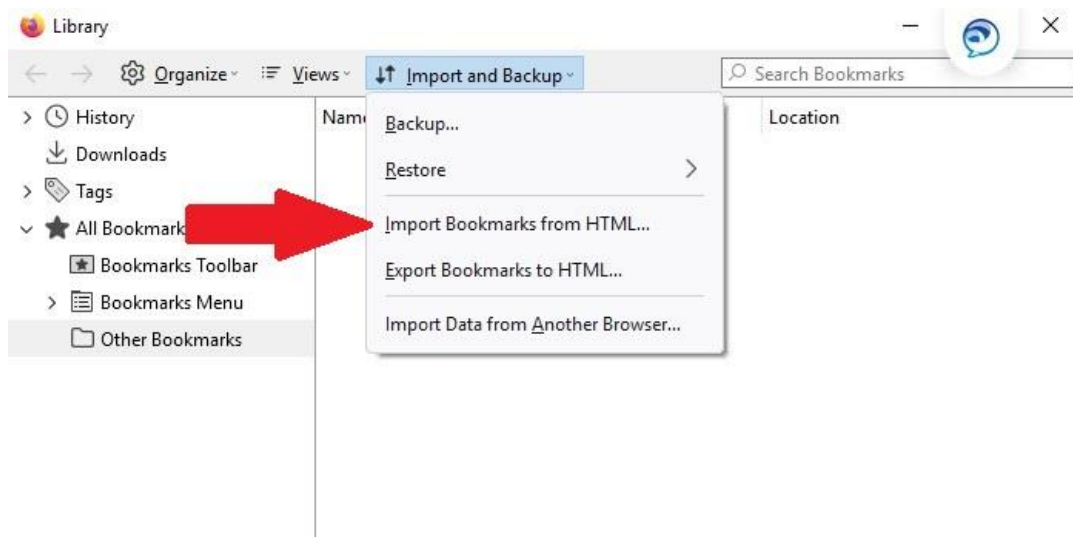 Library
Organize Views Import and Backup Search Bookmarks
History
Downloads
Tags
All Bookmark
Bookmarks Toolbar
Bookmarks Menu
Other Bookmarks
Nam Location
Backup...
Restore
Import Bookmarks from HTML...
Export Bookmarks to HTML...
Import Data from Another Browser...